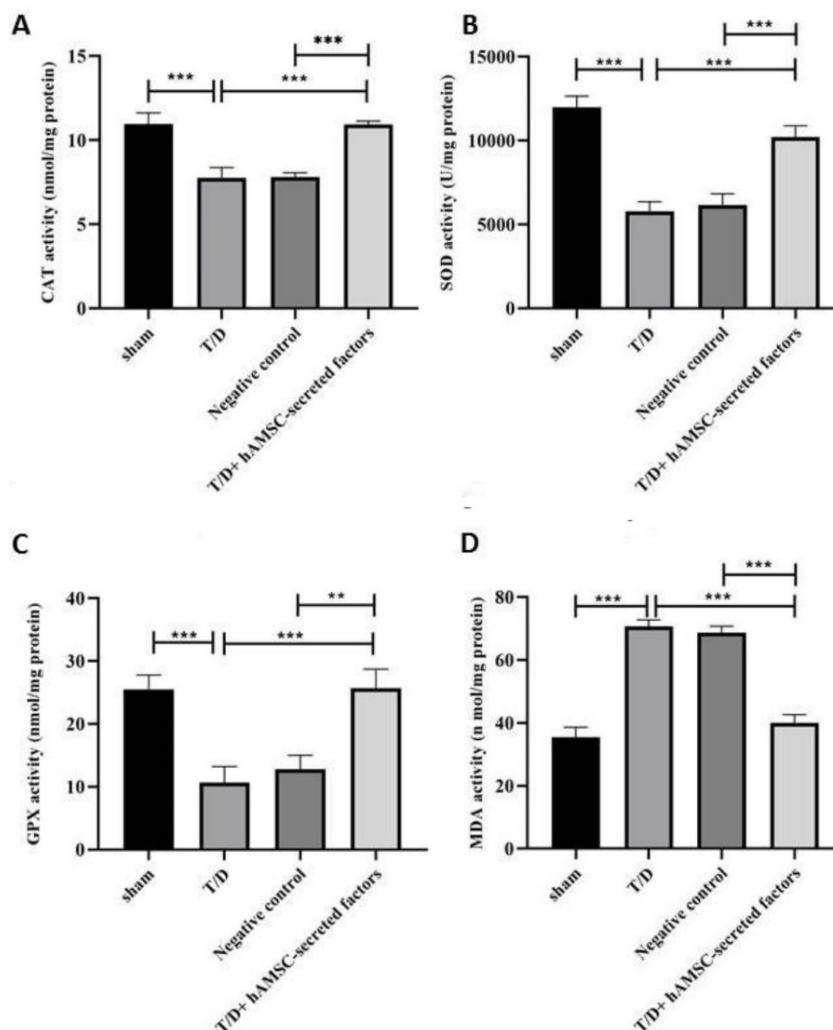 A
CAT activity (nmol/mg protein)
15
10
5
0
***
***
***
sham
T/D
Negative control
T/D+ hAMSC-secreted factors
B
SOD activity (U/mg protein)
15000
10000
5000
0
***
***
***
sham
T/D
Negative control
T/D+ hAMSC-secreted factors
C
GPX activity (nmol/mg protein)
40
30
20
10
0
**
***
***
sham
T/D
Negative control
T/D+ hAMSC-secreted factors
D
MDA activity (n mol/mg protein)
80
60
40
20
0
***
***
***
sham
T/D
Negative control
T/D+ hAMSC-secreted factors